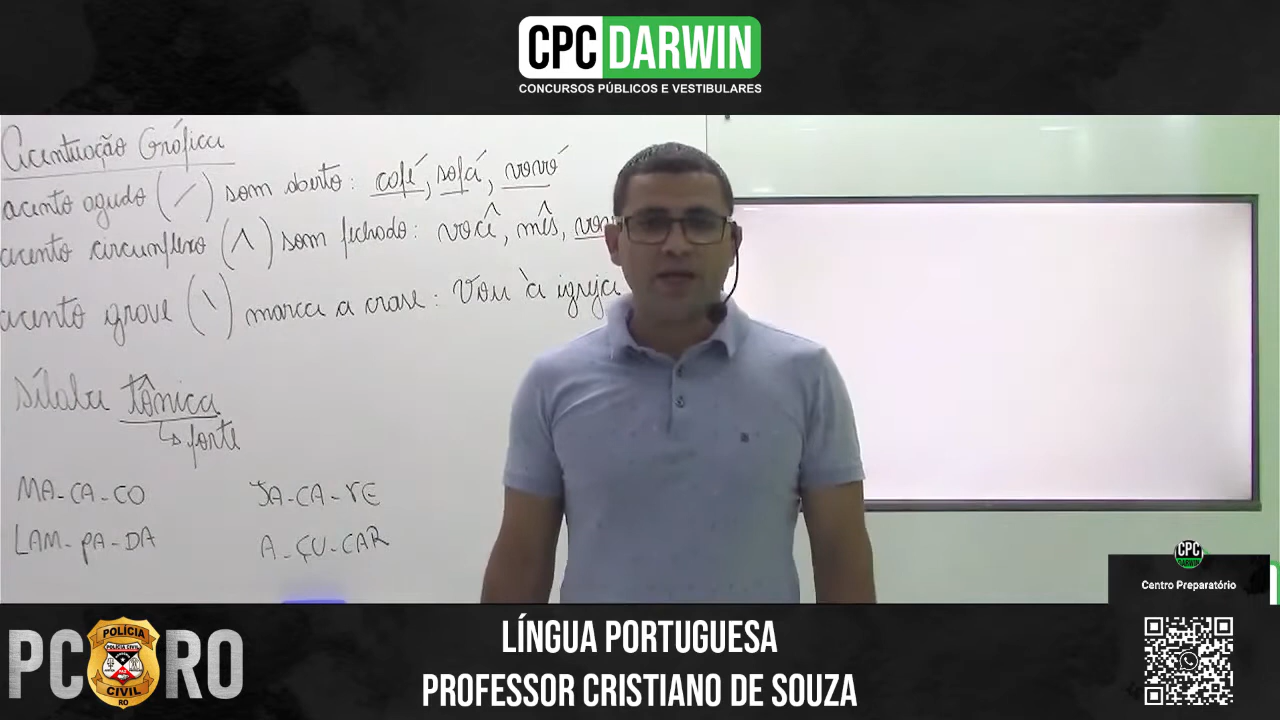 CPC DARWIN
CONCURSOS PÚBLICOS E VESTIBULARES
Acentuação Gráfica
acento agudo (´) som aberto: café, sofá, vovó
acento circunflexo (^) som fechado: você, mês,
acento grave (`) marca a crase: Vou à igreja
Sílaba tônica
↳ forte
MA-CA-CO
JA-CA-RE
LAM-PA-DA
A-ÇU-CAR
CPC
DARWIN
Centro Preparatório
PC RO
POLÍCIA
CIVIL
RO
LÍNGUA PORTUGUESA
PROFESSOR CRISTIANO DE SOUZA